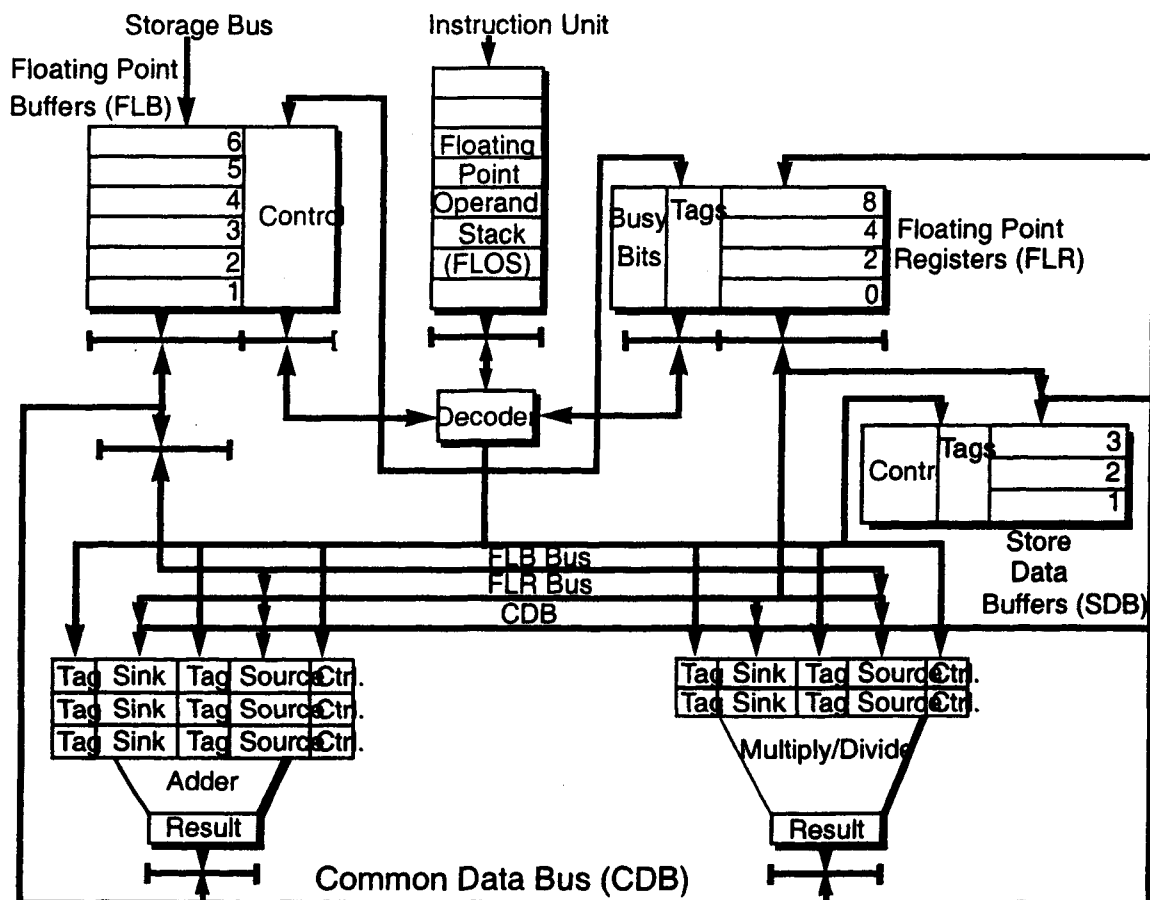 Storage Bus
Instruction Unit
Floating Point
Buffers (FLB)
6
5
4
3
2
1
Control
Floating
Point
Operand
Stack
(FLOS)
Busy
Bits
Tags
8
4
2
0
Floating Point
Registers (FLR)
Decoder
Contr
Tags
3
2
1
Store
Data
Buffers (SDB)
FLB Bus
FLR Bus
CDB
Tag Sink Tag Source Ctrl.
Tag Sink Tag Source Ctrl.
Tag Sink Tag Source Ctrl.
Adder
Result
Tag Sink Tag Source Ctrl.
Tag Sink Tag Source Ctrl.
Multiply/Divide
Result
Common Data Bus (CDB)